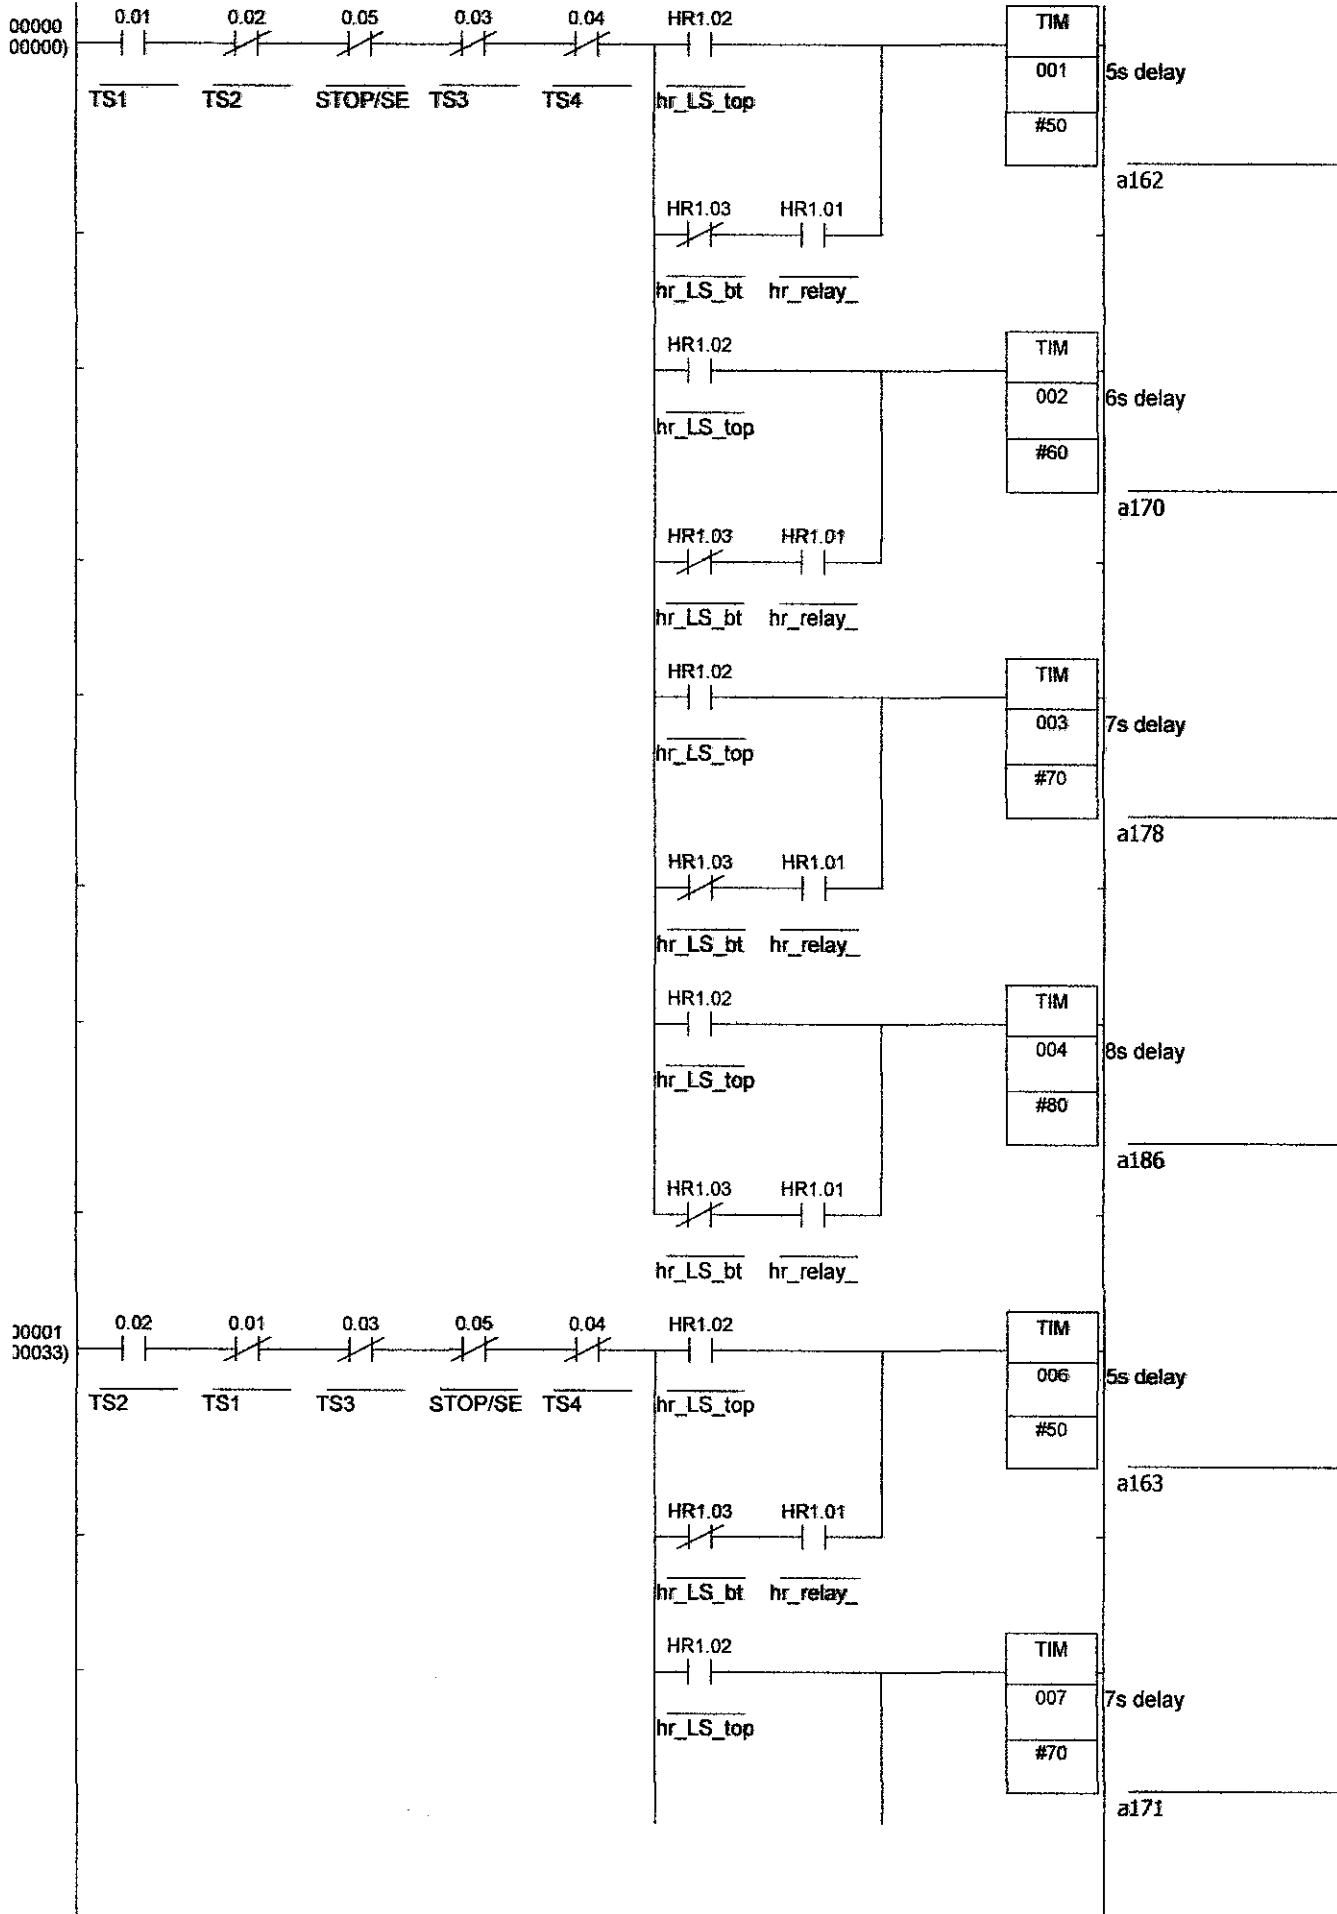 00000 0.01 0.02 0.05 0.03 0.04 HR1.02 TIM
00000)
001 5s delay
TS1 TS2 STOP/SE TS3 TS4 hr_LS_top
#50
a162
HR1.03 HR1.01
hr_LS_bt hr_relay_
HR1.02 TIM
002 6s delay
hr_LS_top
#60
a170
HR1.03 HR1.01
hr_LS_bt hr_relay_
HR1.02 TIM
003 7s delay
hr_LS_top
#70
a178
HR1.03 HR1.01
hr_LS_bt hr_relay_
HR1.02 TIM
004 8s delay
hr_LS_top
#80
a186
HR1.03 HR1.01
hr_LS_bt hr_relay_
00001 0.02 0.01 0.03 0.05 0.04 HR1.02 TIM
00033)
006 5s delay
TS2 TS1 TS3 STOP/SE TS4 hr_LS_top
#50
a163
HR1.03 HR1.01
hr_LS_bt hr_relay_
HR1.02 TIM
007 7s delay
hr_LS_top
#70
a171